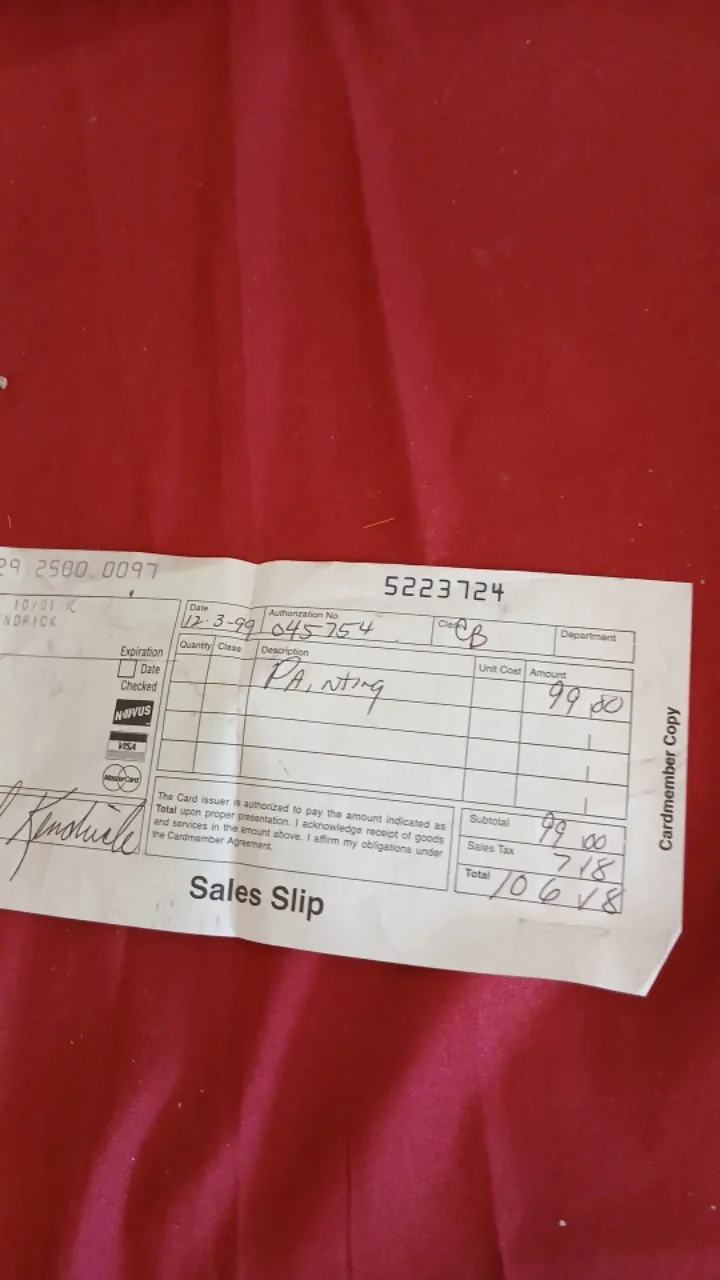 29 2580 0097
5223724
10/01 K
NDRICK
Date
12-3-99
Authorization No.
045754
Clerk
CB
Department
Expiration
Date
Checked
NOVUS
VISA
MasterCard
Quantity Class Description Unit Cost Amount
PAinting 99 00
Kendrick
The Card issuer is authorized to pay the amount indicated as
Total upon proper presentation. I acknowledge receipt of goods
and services in the amount above. I affirm my obligations under
the Cardmember Agreement.
Subtotal 99 00
Sales Tax 7 18
Total 106 18
Sales Slip
Cardmember Copy